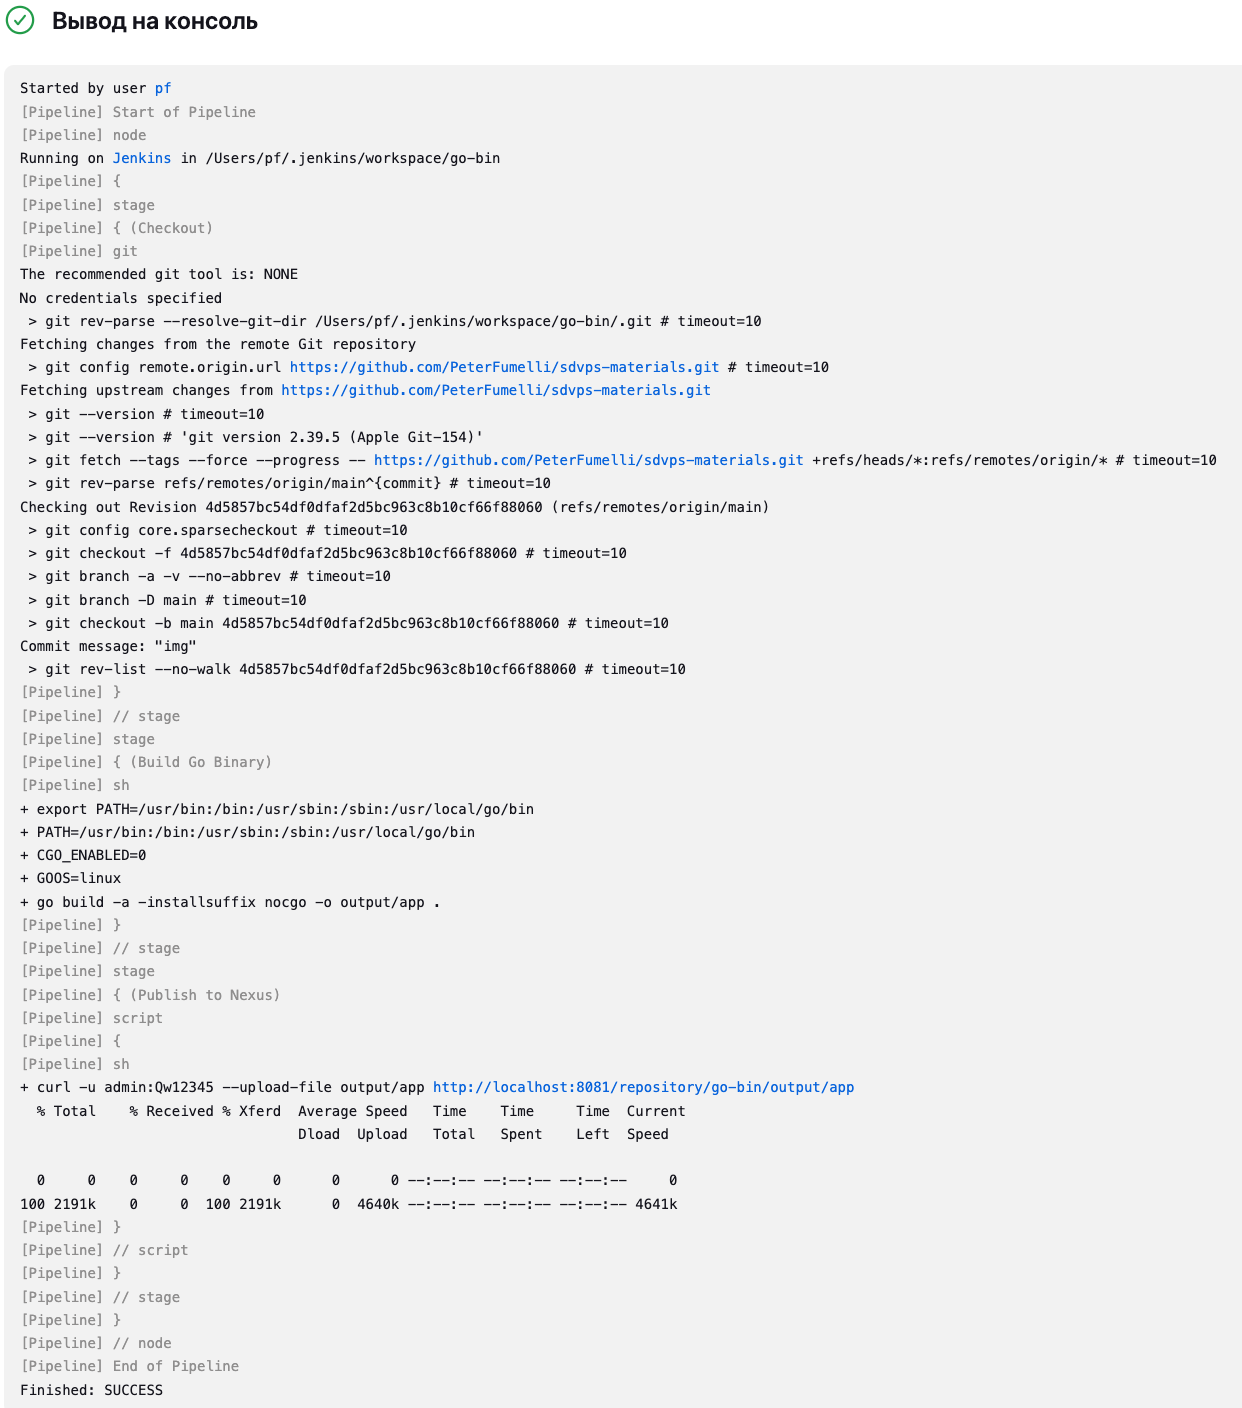 Вывод на консоль
Started by user pf
[Pipeline] Start of Pipeline
[Pipeline] node
Running on Jenkins in /Users/pf/.jenkins/workspace/go-bin
[Pipeline] {
[Pipeline] stage
[Pipeline] { (Checkout)
[Pipeline] git
The recommended git tool is: NONE
No credentials specified
 > git rev-parse --resolve-git-dir /Users/pf/.jenkins/workspace/go-bin/.git # timeout=10
Fetching changes from the remote Git repository
 > git config remote.origin.url https://github.com/PeterFumelli/sdvps-materials.git # timeout=10
Fetching upstream changes from https://github.com/PeterFumelli/sdvps-materials.git
 > git --version # timeout=10
 > git --version # 'git version 2.39.5 (Apple Git-154)'
 > git fetch --tags --force --progress -- https://github.com/PeterFumelli/sdvps-materials.git +refs/heads/*:refs/remotes/origin/* # timeout=10
 > git rev-parse refs/remotes/origin/main^{commit} # timeout=10
Checking out Revision 4d5857bc54df0dfaf2d5bc963c8b10cf66f88060 (refs/remotes/origin/main)
 > git config core.sparsecheckout # timeout=10
 > git checkout -f 4d5857bc54df0dfaf2d5bc963c8b10cf66f88060 # timeout=10
 > git branch -a -v --no-abbrev # timeout=10
 > git branch -D main # timeout=10
 > git checkout -b main 4d5857bc54df0dfaf2d5bc963c8b10cf66f88060 # timeout=10
Commit message: "img"
 > git rev-list --no-walk 4d5857bc54df0dfaf2d5bc963c8b10cf66f88060 # timeout=10
[Pipeline] }
[Pipeline] // stage
[Pipeline] stage
[Pipeline] { (Build Go Binary)
[Pipeline] sh
+ export PATH=/usr/bin:/bin:/usr/sbin:/sbin:/usr/local/go/bin
+ PATH=/usr/bin:/bin:/usr/sbin:/sbin:/usr/local/go/bin
+ CGO_ENABLED=0
+ GOOS=linux
+ go build -a -installsuffix nocgo -o output/app .
[Pipeline] }
[Pipeline] // stage
[Pipeline] stage
[Pipeline] { (Publish to Nexus)
[Pipeline] script
[Pipeline] {
[Pipeline] sh
+ curl -u admin:Qw12345 --upload-file output/app http://localhost:8081/repository/go-bin/output/app
  % Total    % Received % Xferd  Average Speed   Time    Time     Time  Current
                                 Dload  Upload   Total   Spent    Left  Speed
  0     0    0     0    0     0      0      0 --:--:-- --:--:-- --:--:--     0
100 2191k    0     0  100 2191k      0  4640k --:--:-- --:--:-- --:--:-- 4641k
[Pipeline] }
[Pipeline] // script
[Pipeline] }
[Pipeline] // stage
[Pipeline] }
[Pipeline] // node
[Pipeline] End of Pipeline
Finished: SUCCESS